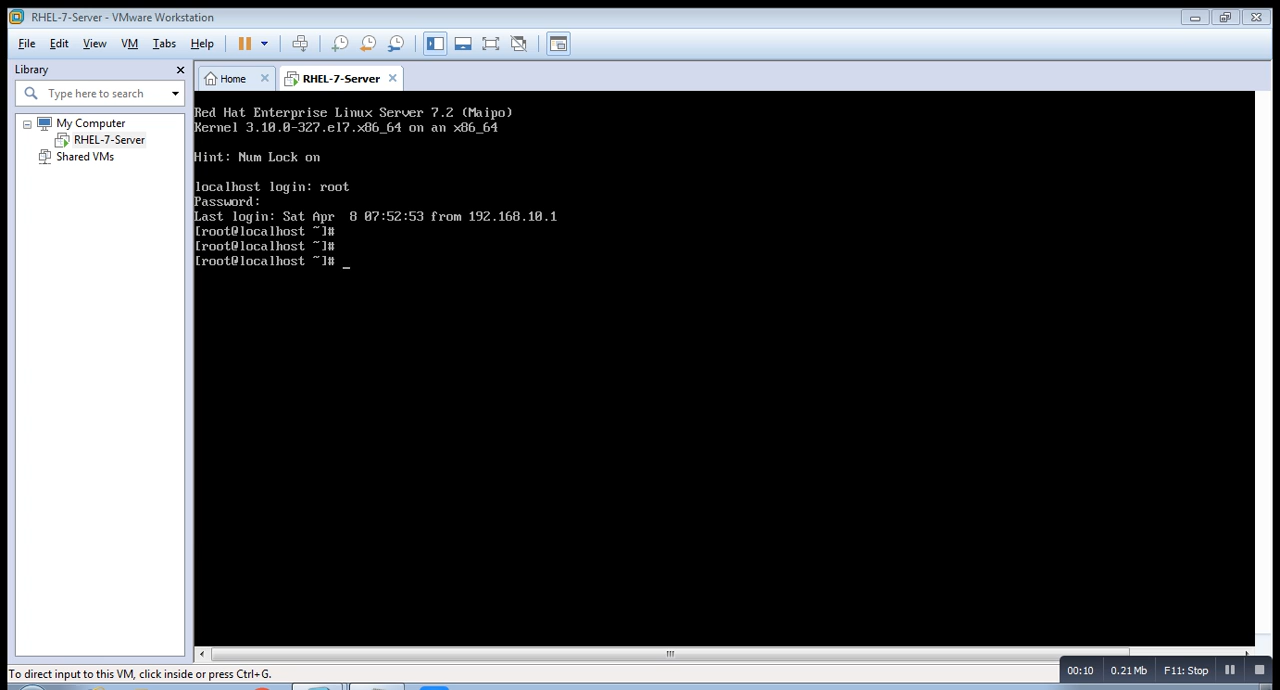 RHEL-7-Server - VMware Workstation
File Edit View VM Tabs Help
Library
Home RHEL-7-Server
Type here to search
My Computer
RHEL-7-Server
Shared VMs
Red Hat Enterprise Linux Server 7.2 (Maipo)
Kernel 3.10.0-327.el7.x86_64 on an x86_64
Hint: Num Lock on
localhost login: root
Password:
Last login: Sat Apr  8 07:52:53 from 192.168.10.1
[root@localhost ~]#
[root@localhost ~]#
[root@localhost ~]# _
To direct input to this VM, click inside or press Ctrl+G.
00:10 0.21 Mb F11: Stop